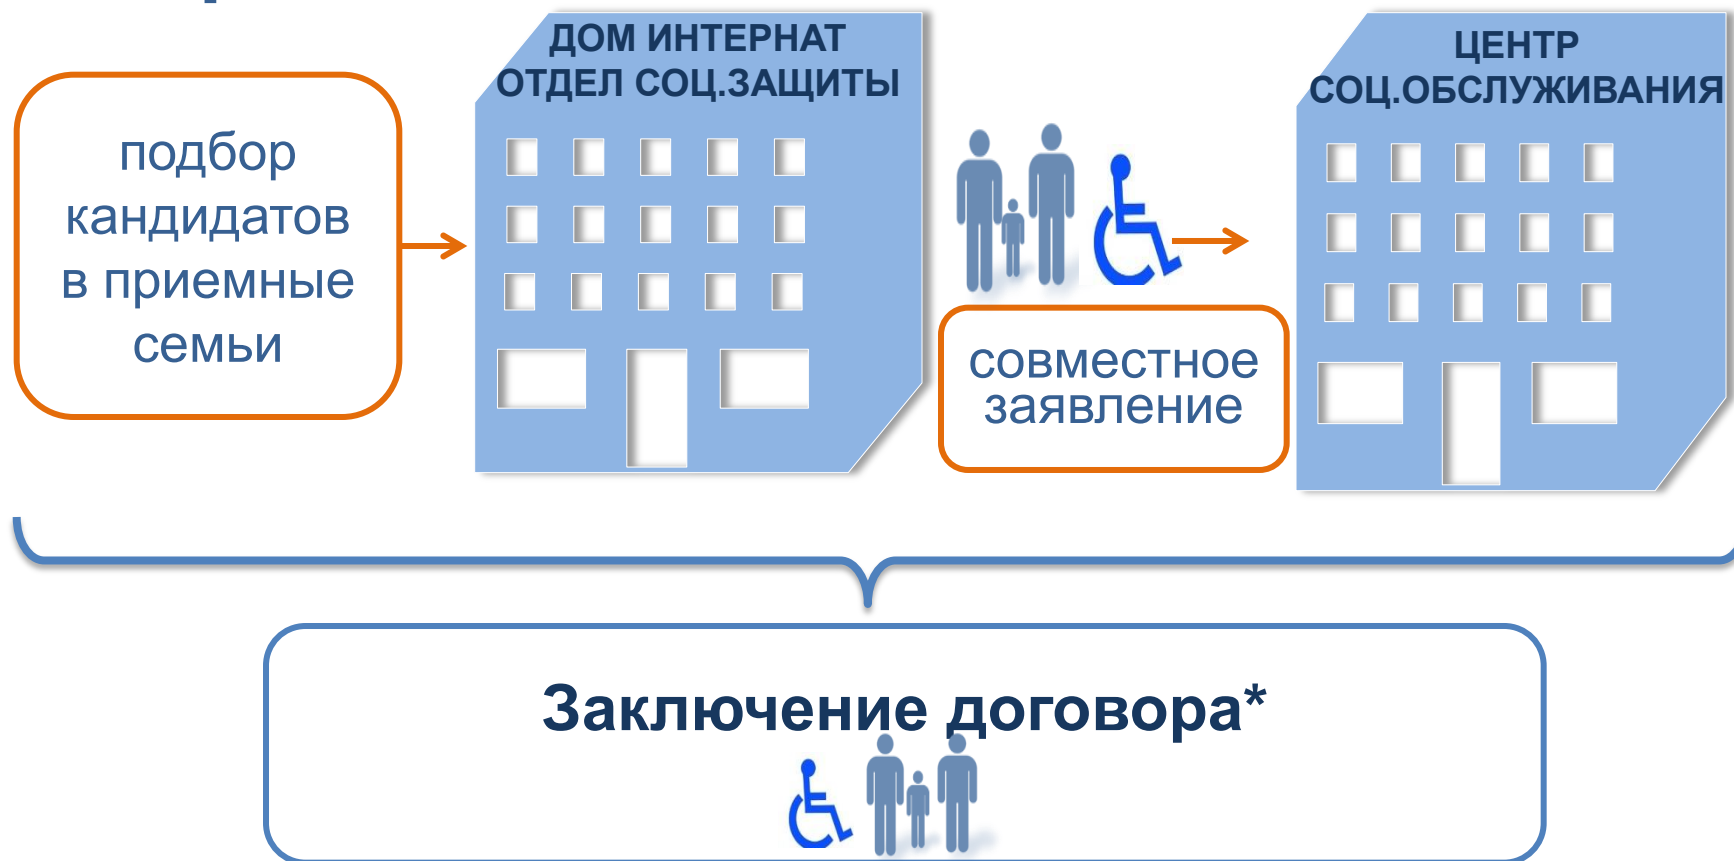 ДОМ ИНТЕРНАТ
ОТДЕЛ СОЦ.ЗАЩИТЫ
ЦЕНТР
СОЦ.ОБСЛУЖИВАНИЯ
подбор
кандидатов
в приемные
семьи
совместное
заявление
Заключение договора*